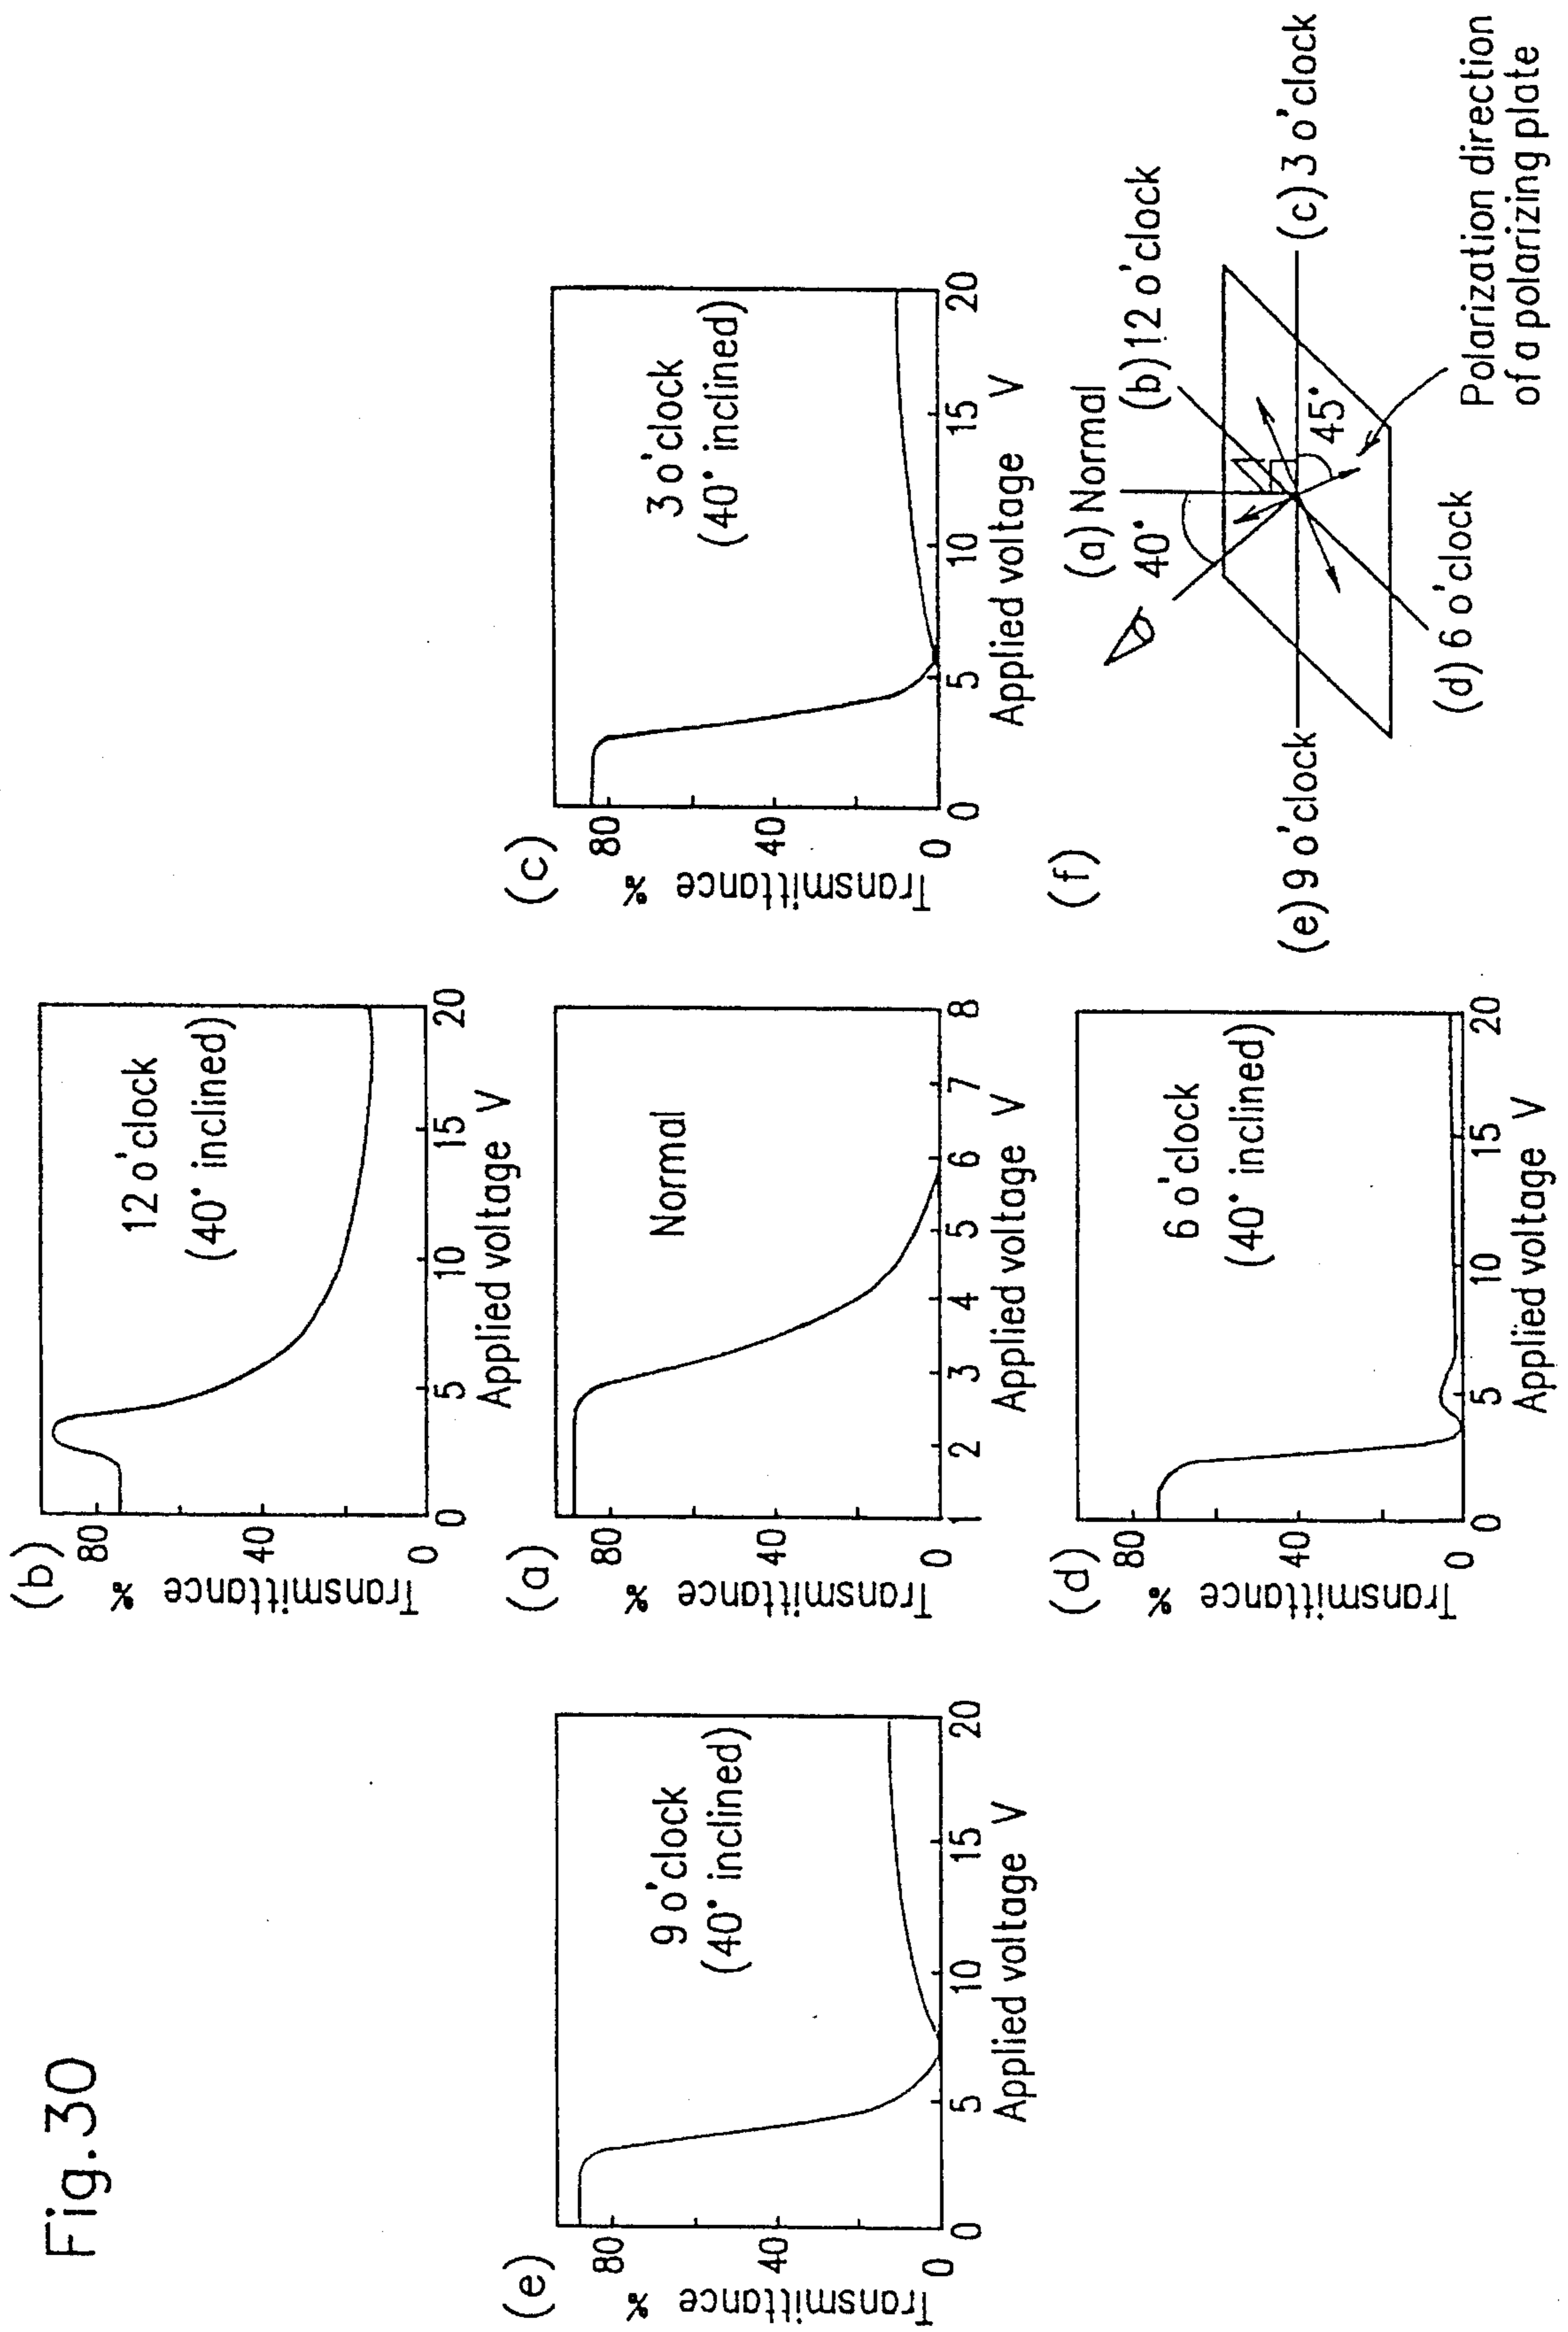 Fig.30
(b)
Transmittance %
80
40
0
12 o'clock
(40° inclined)
0 5 10 15 20
Applied voltage V
(e)
Transmittance %
80
40
0
9 o'clock
(40° inclined)
0 5 10 15 20
Applied voltage V
(a)
Transmittance %
80
40
0
Normal
1 2 3 4 5 6 7 8
Applied voltage V
(c)
Transmittance %
80
40
0
3 o'clock
(40° inclined)
0 5 10 15 20
Applied voltage V
(d)
Transmittance %
80
40
0
6 o'clock
(40° inclined)
0 5 10 15 20
Applied voltage V
(f)
(a) Normal
40°
(b) 12 o'clock
(e) 9 o'clock
(c) 3 o'clock
45°
(d) 6 o'clock
Polarization direction
of a polarizing plate